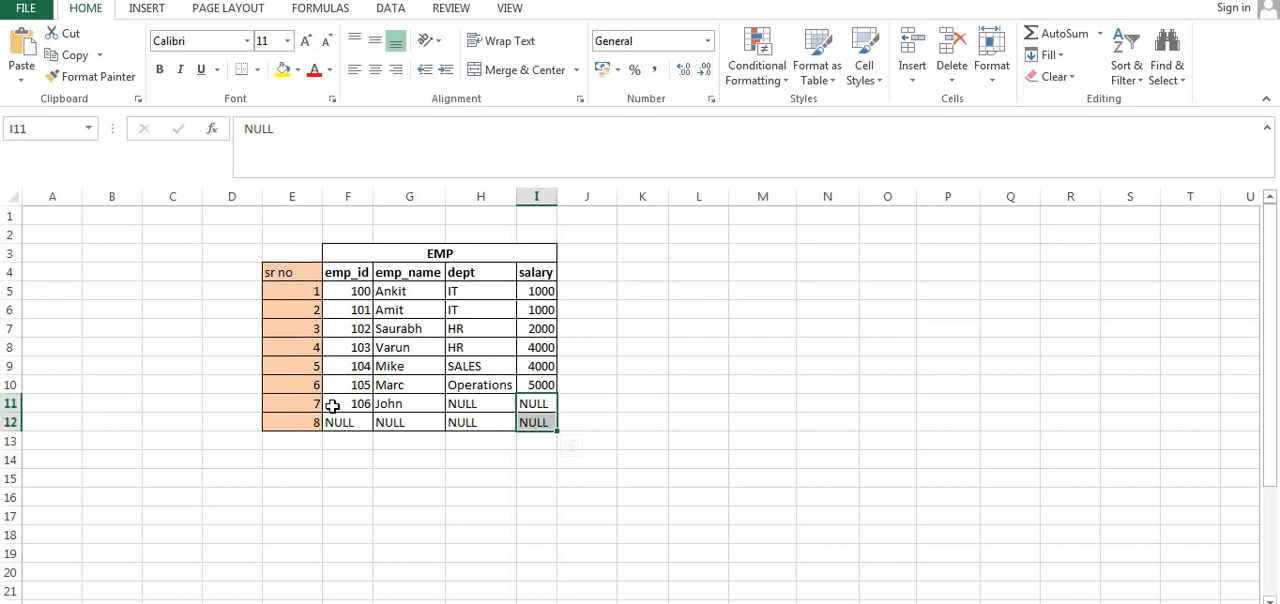 FILE HOME INSERT PAGE LAYOUT FORMULAS DATA REVIEW VIEW Sign in
Paste
Cut
Copy
Format Painter
Clipboard
Calibri 11
B I U
Font
Wrap Text
Merge & Center
Alignment
General
%
Number
Conditional Formatting
Format as Table
Cell Styles
Styles
Insert Delete Format
Cells
AutoSum
Fill
Clear
Sort & Filter
Find & Select
Editing
I11 fx NULL
A B C D E F G H I J K L M N O P Q R S T U
1
2
3 EMP
4 sr no emp_id emp_name dept salary
5 1 100 Ankit IT 1000
6 2 101 Amit IT 1000
7 3 102 Saurabh HR 2000
8 4 103 Varun HR 4000
9 5 104 Mike SALES 4000
10 6 105 Marc Operations 5000
11 7 106 John NULL NULL
12 8 NULL NULL NULL NULL
13
14
15
16
17
18
19
20
21